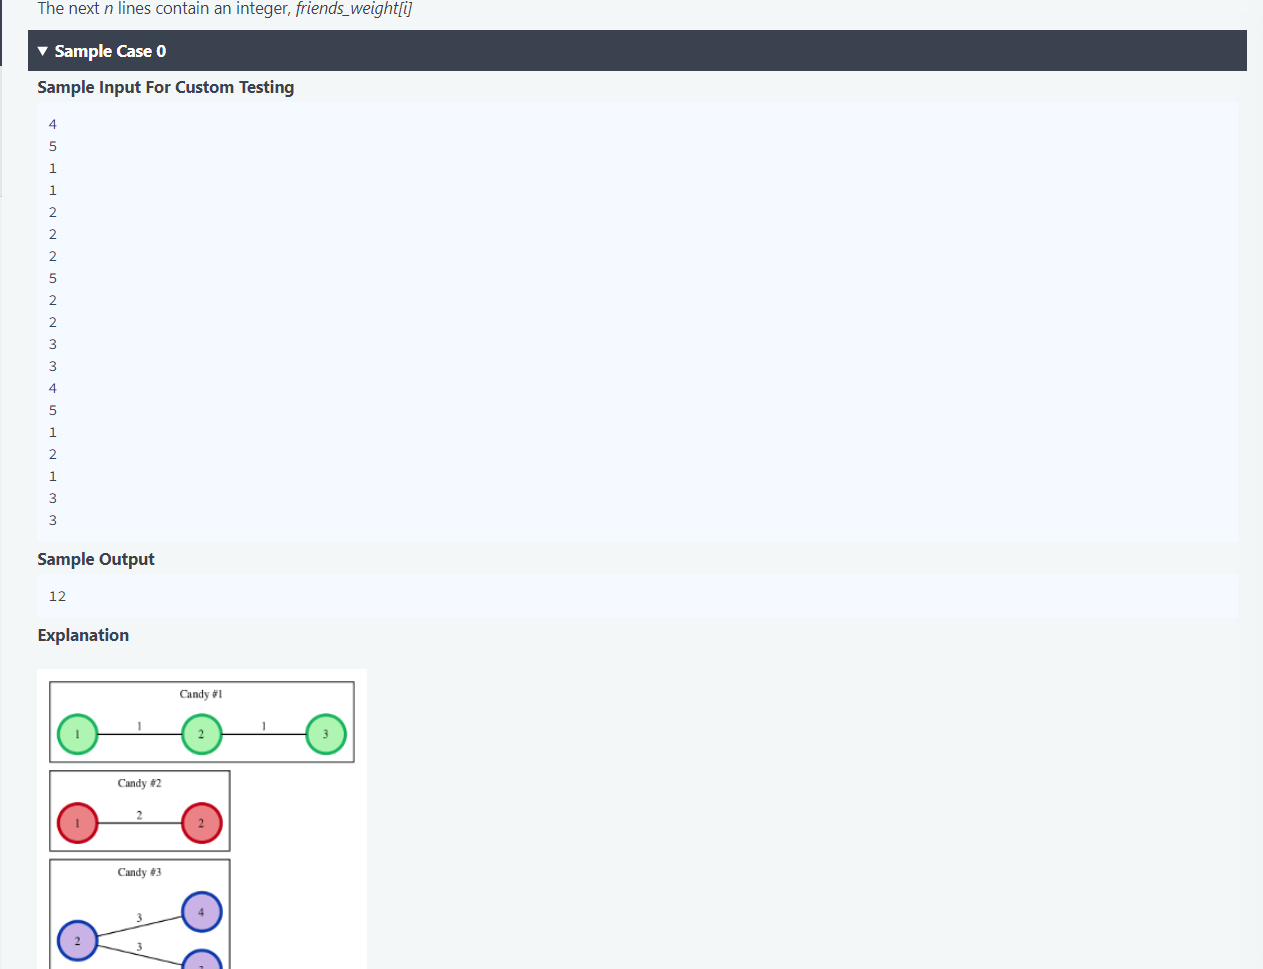 The next n lines contain an integer, friends_weight[i]
▼ Sample Case 0
Sample Input For Custom Testing
4
5
1
1
2
2
2
5
2
2
3
3
4
5
1
2
1
3
3
Sample Output
12
Explanation
Candy #1
1 1 2 1 3
Candy #2
1 2 2
Candy #3
3 4
2
3